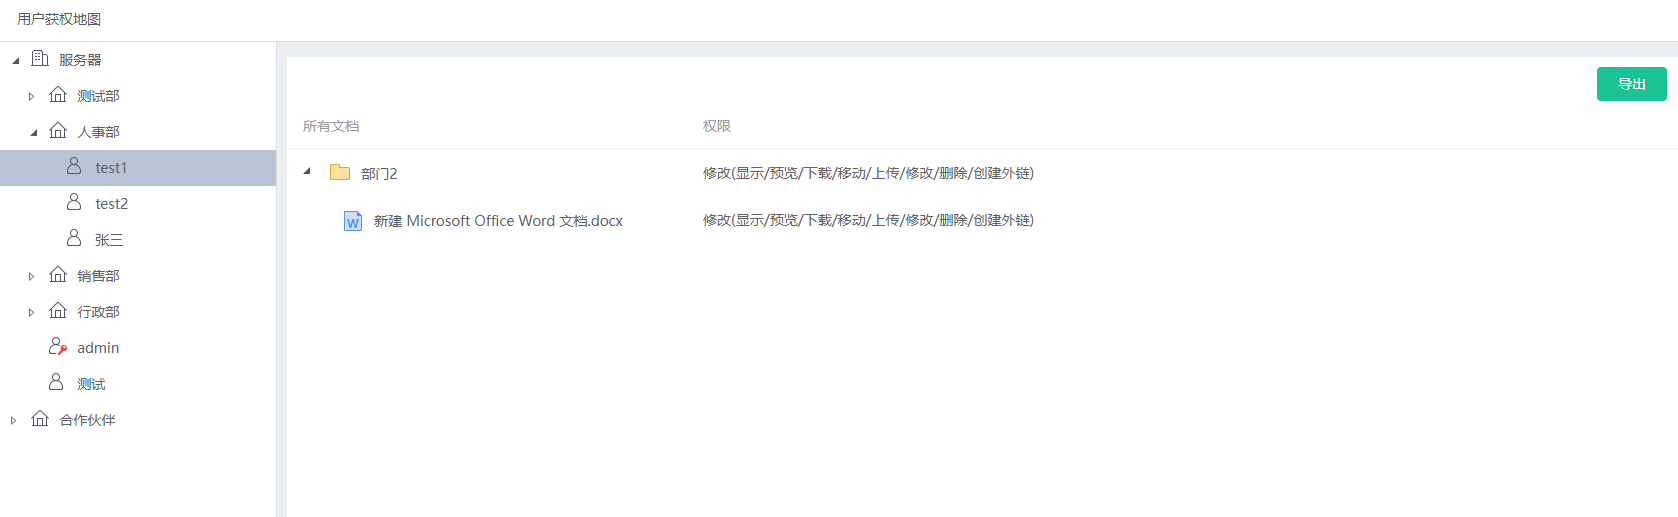 用户获权地图
服务器
测试部
人事部
test1
test2
张三
销售部
行政部
admin
测试
合作伙伴
导出
所有文档 权限
部门2 修改(显示/预览/下载/移动/上传/修改/删除/创建外链)
新建 Microsoft Office Word 文档.docx 修改(显示/预览/下载/移动/上传/修改/删除/创建外链)